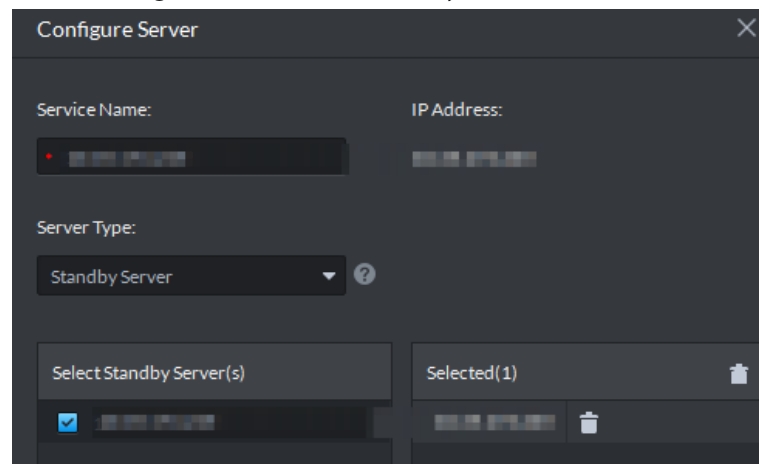 Configure Server
Service Name:
IP Address:
*
Server Type:
Standby Server
Select Standby Server(s)
Selected(1)